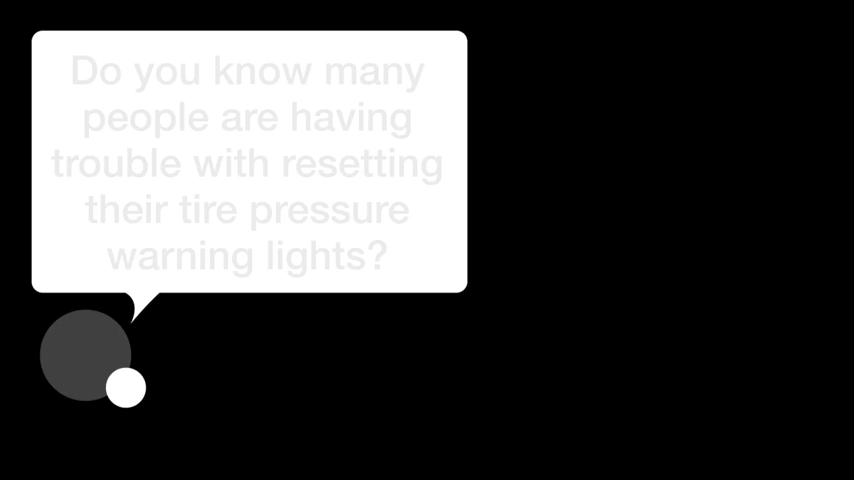 Do you know many
people are having
trouble with resetting
their tire pressure
warning lights?